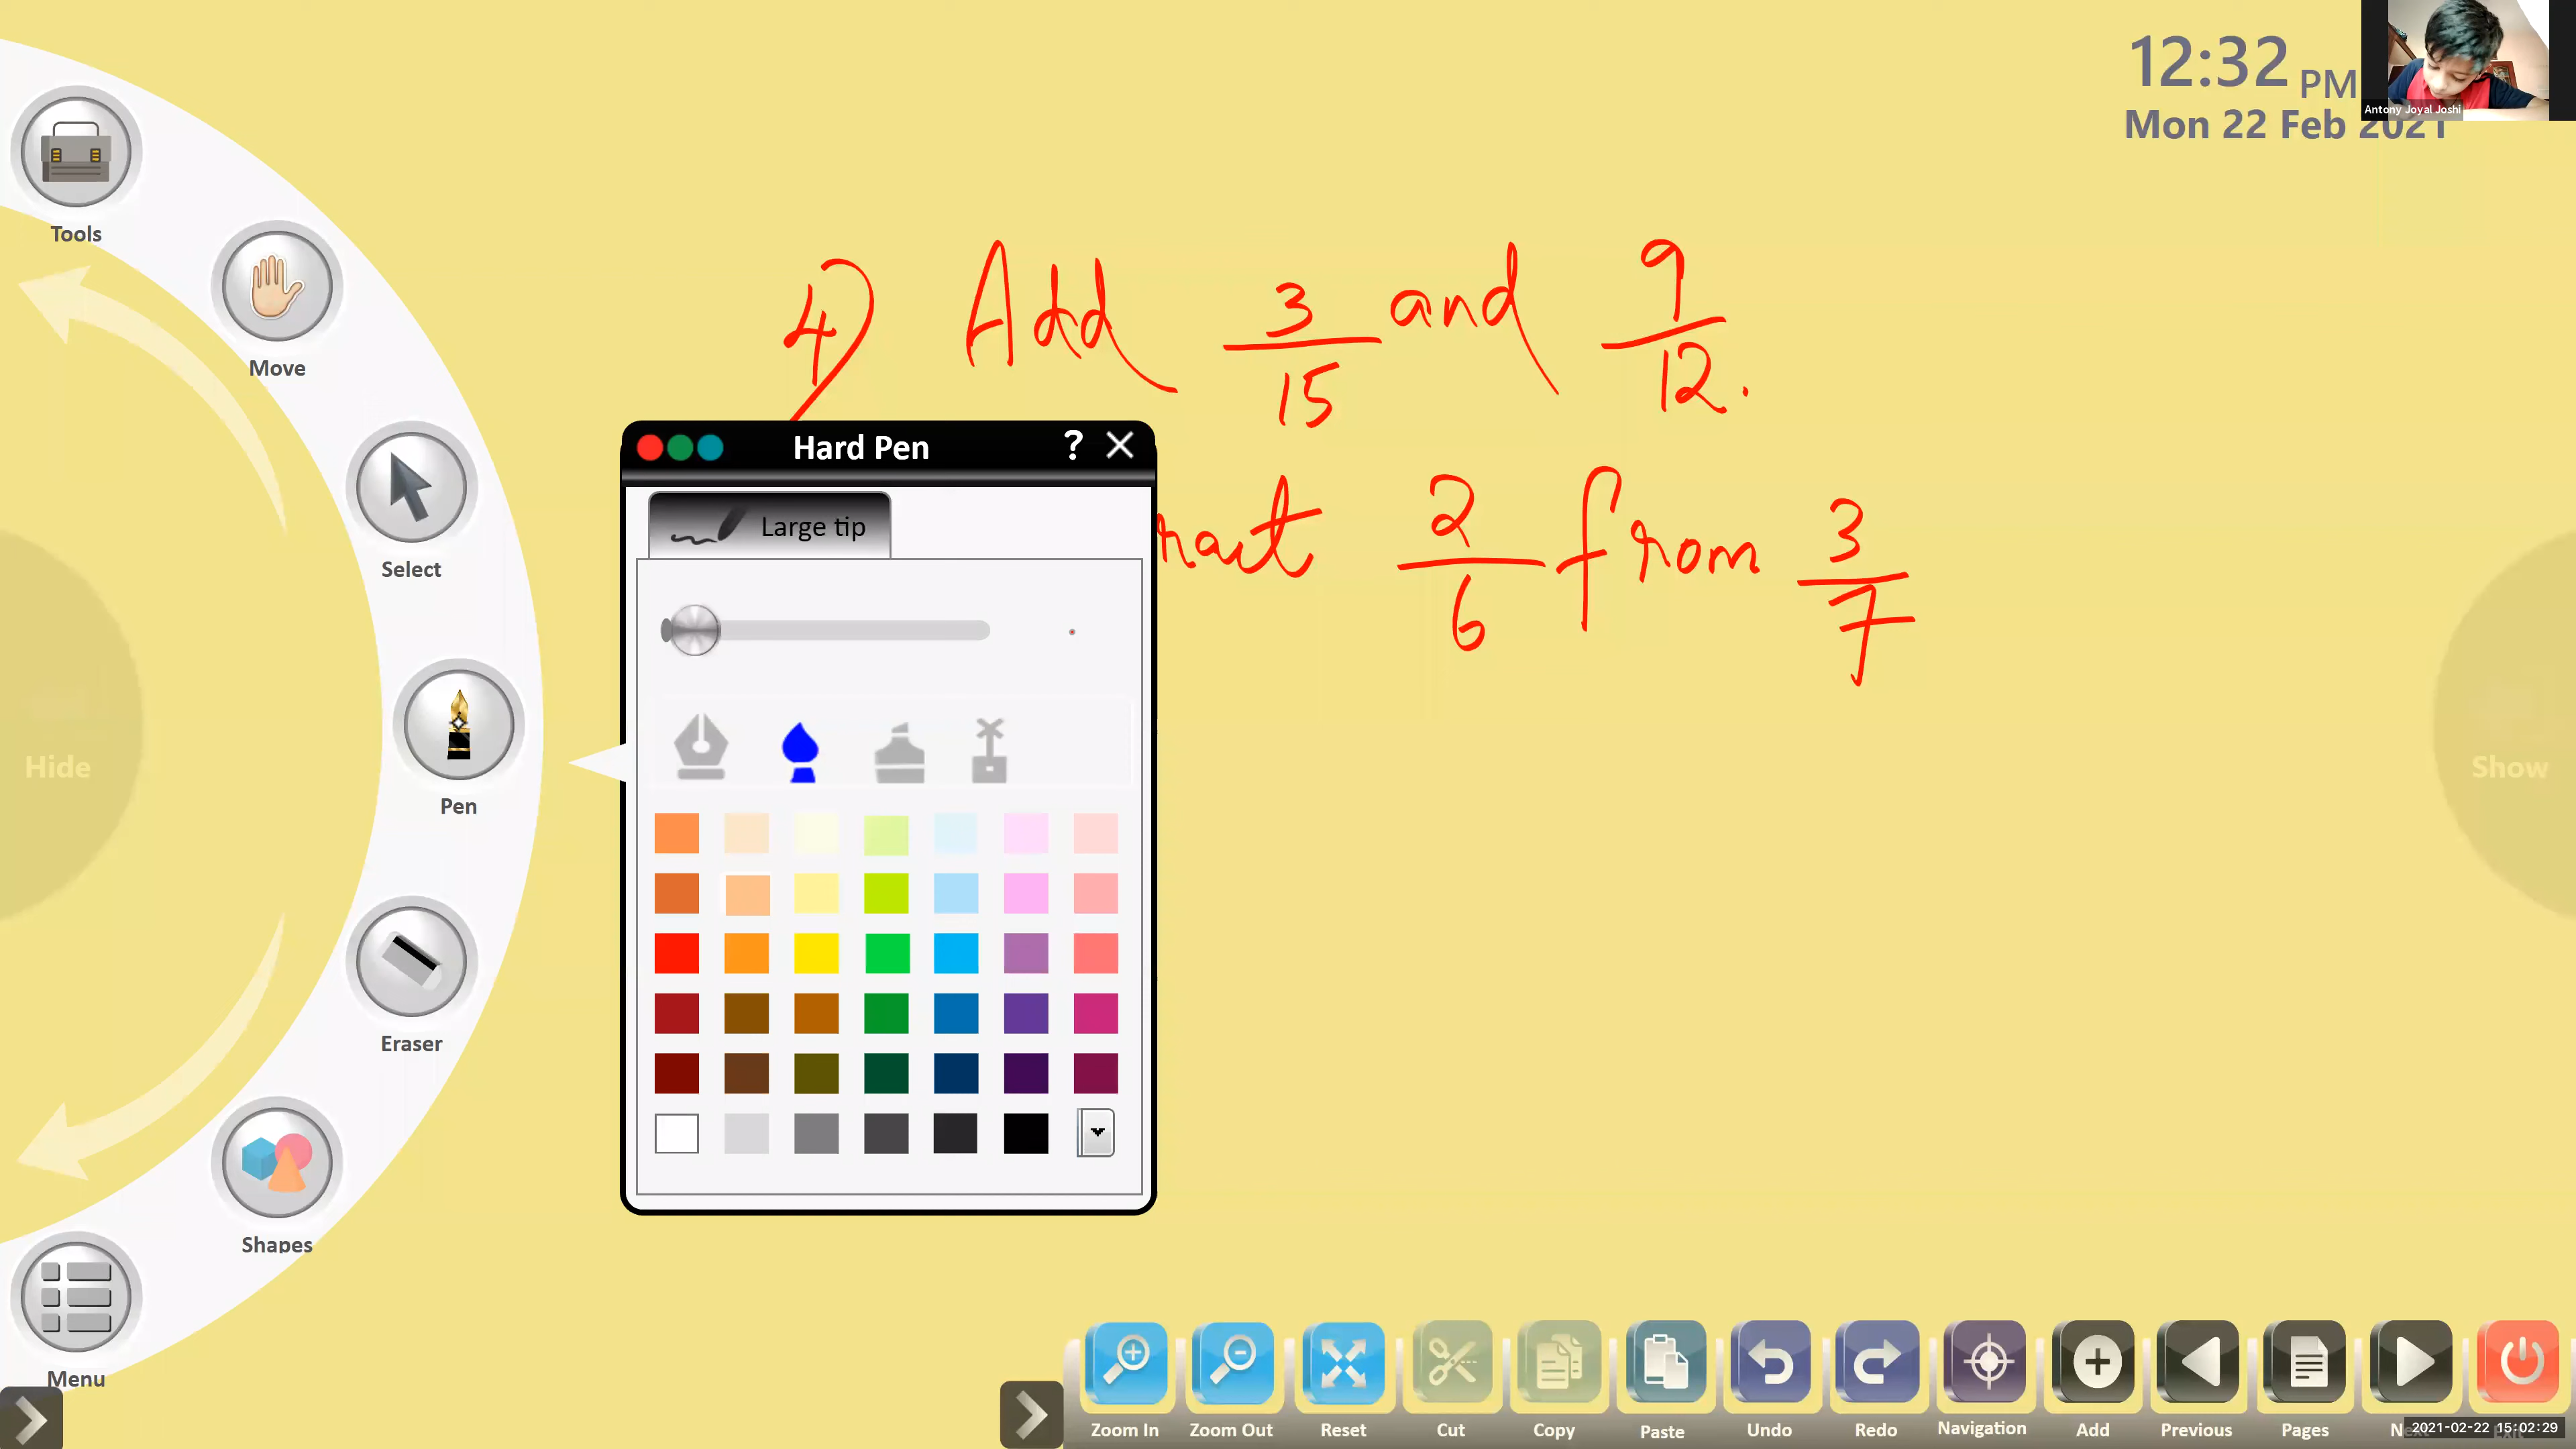 12:32 PM
Mon 22 Feb 2021
Antony Joyal Joshi
Tools
Move
Select
Hide
Pen
Eraser
Shapes
Menu
4) Add 3/15 and 9/12.
2/6 from 3/7
Hard Pen ? X
Large tip
Show
Zoom In Zoom Out Reset Cut Copy Paste Undo Redo Navigation Add Previous Pages
2021-02-22 15:02:29